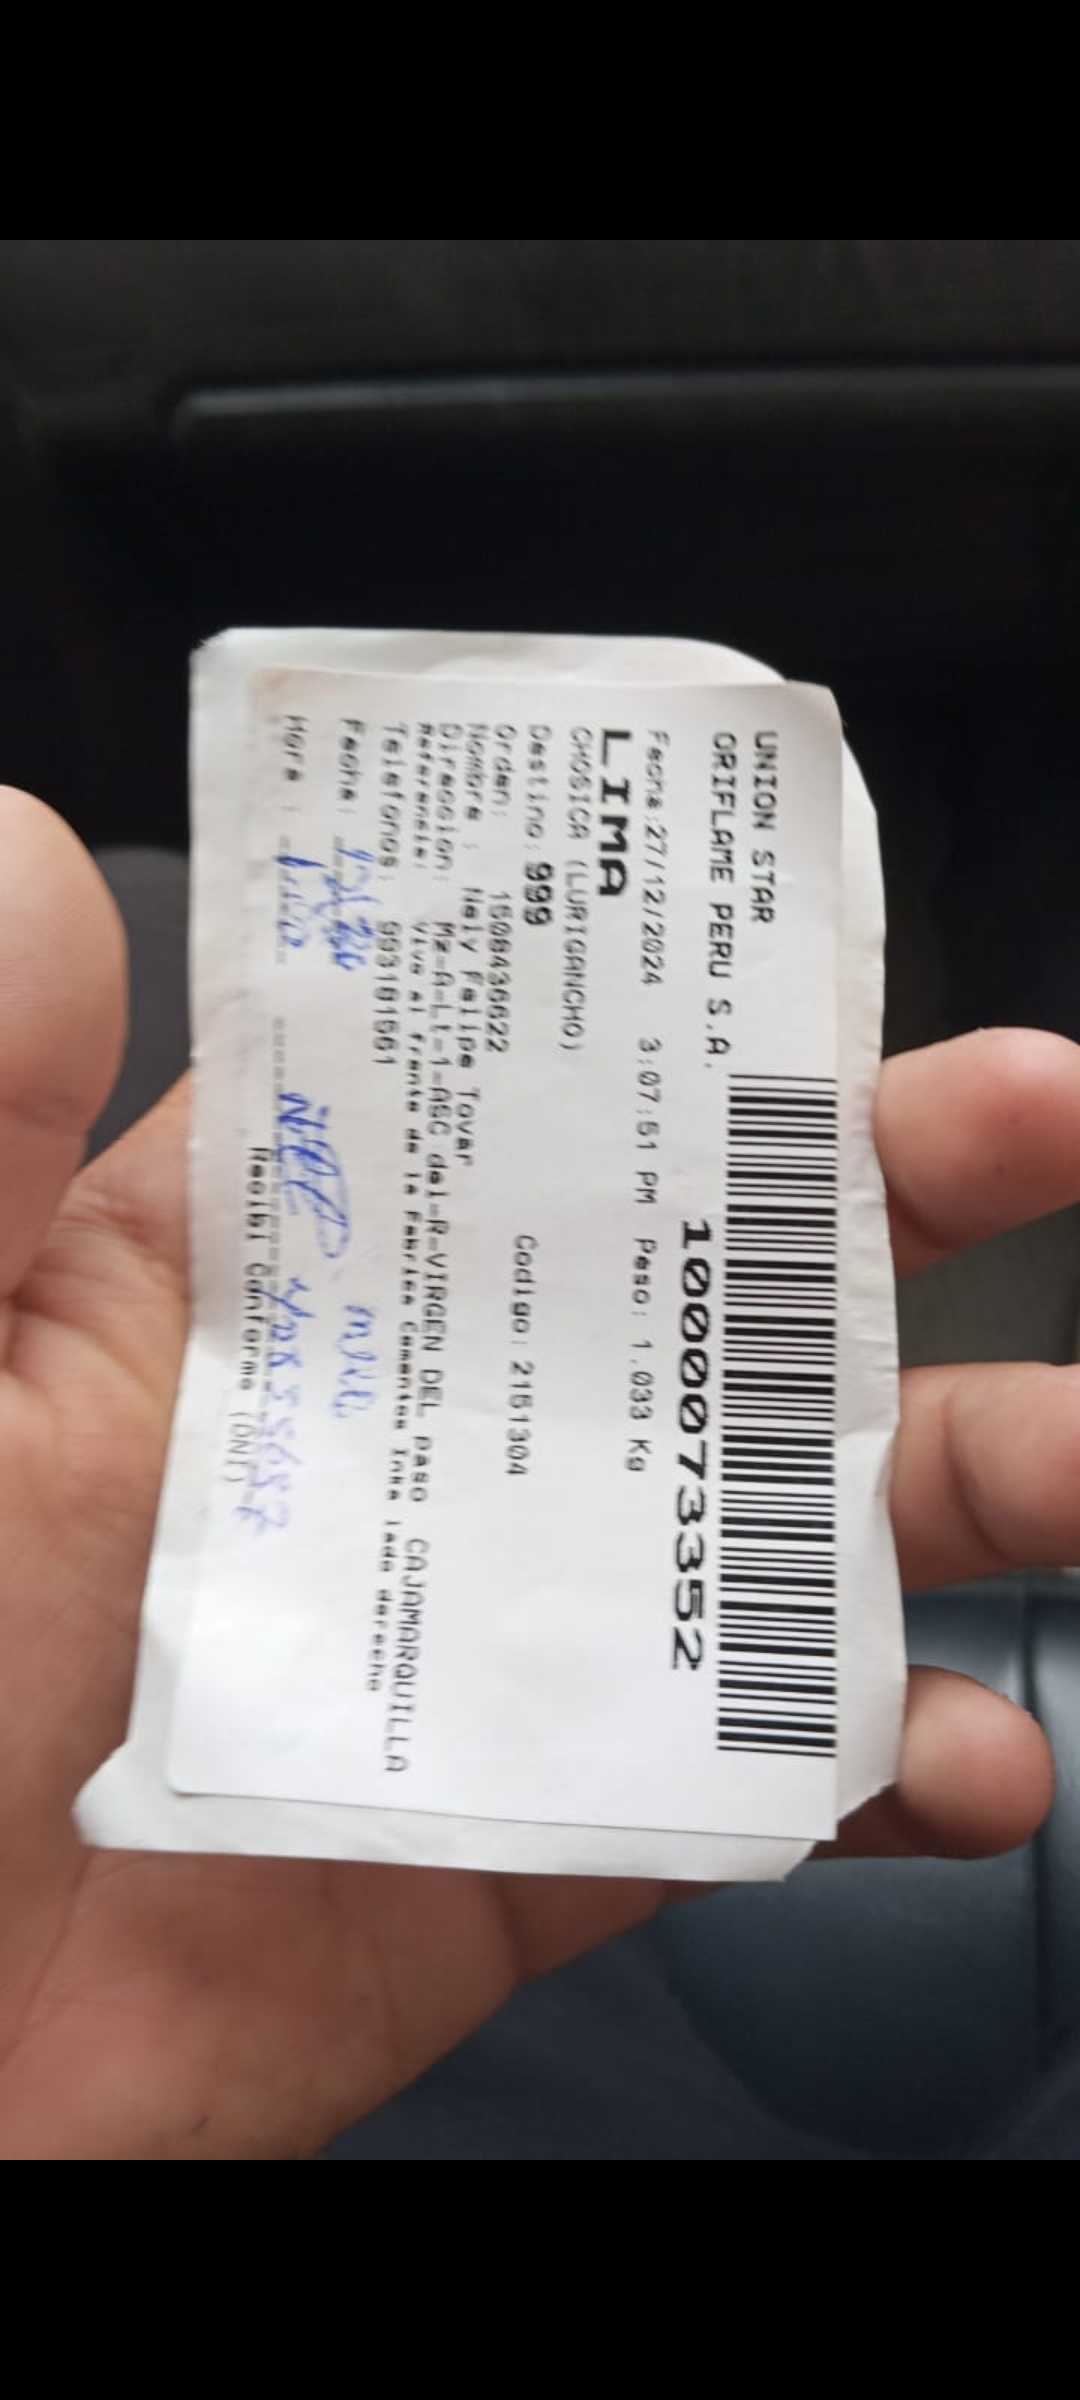 UNION STAR
ORIFLAME PERU S.A.
1000073352
Fecha:27/12/2024 3:07:51 PM Peso: 1.033 Kg
LIMA
CHOSICA (LURIGANCHO)
Destino: 999 Codigo: 2151304
Orden: 1508436622
Nombre : Nely Felipe Tovar
Direccion: Mz=A=Lt=1=ASC del=R=VIRGEN DEL paso CAJAMARQUILLA
Referencia: vive al frente de la Fabrica Cementos Inka lado derecho
Telefonos: 993181561
Fecha:
Hora :
Recibi Conforme (DNI)